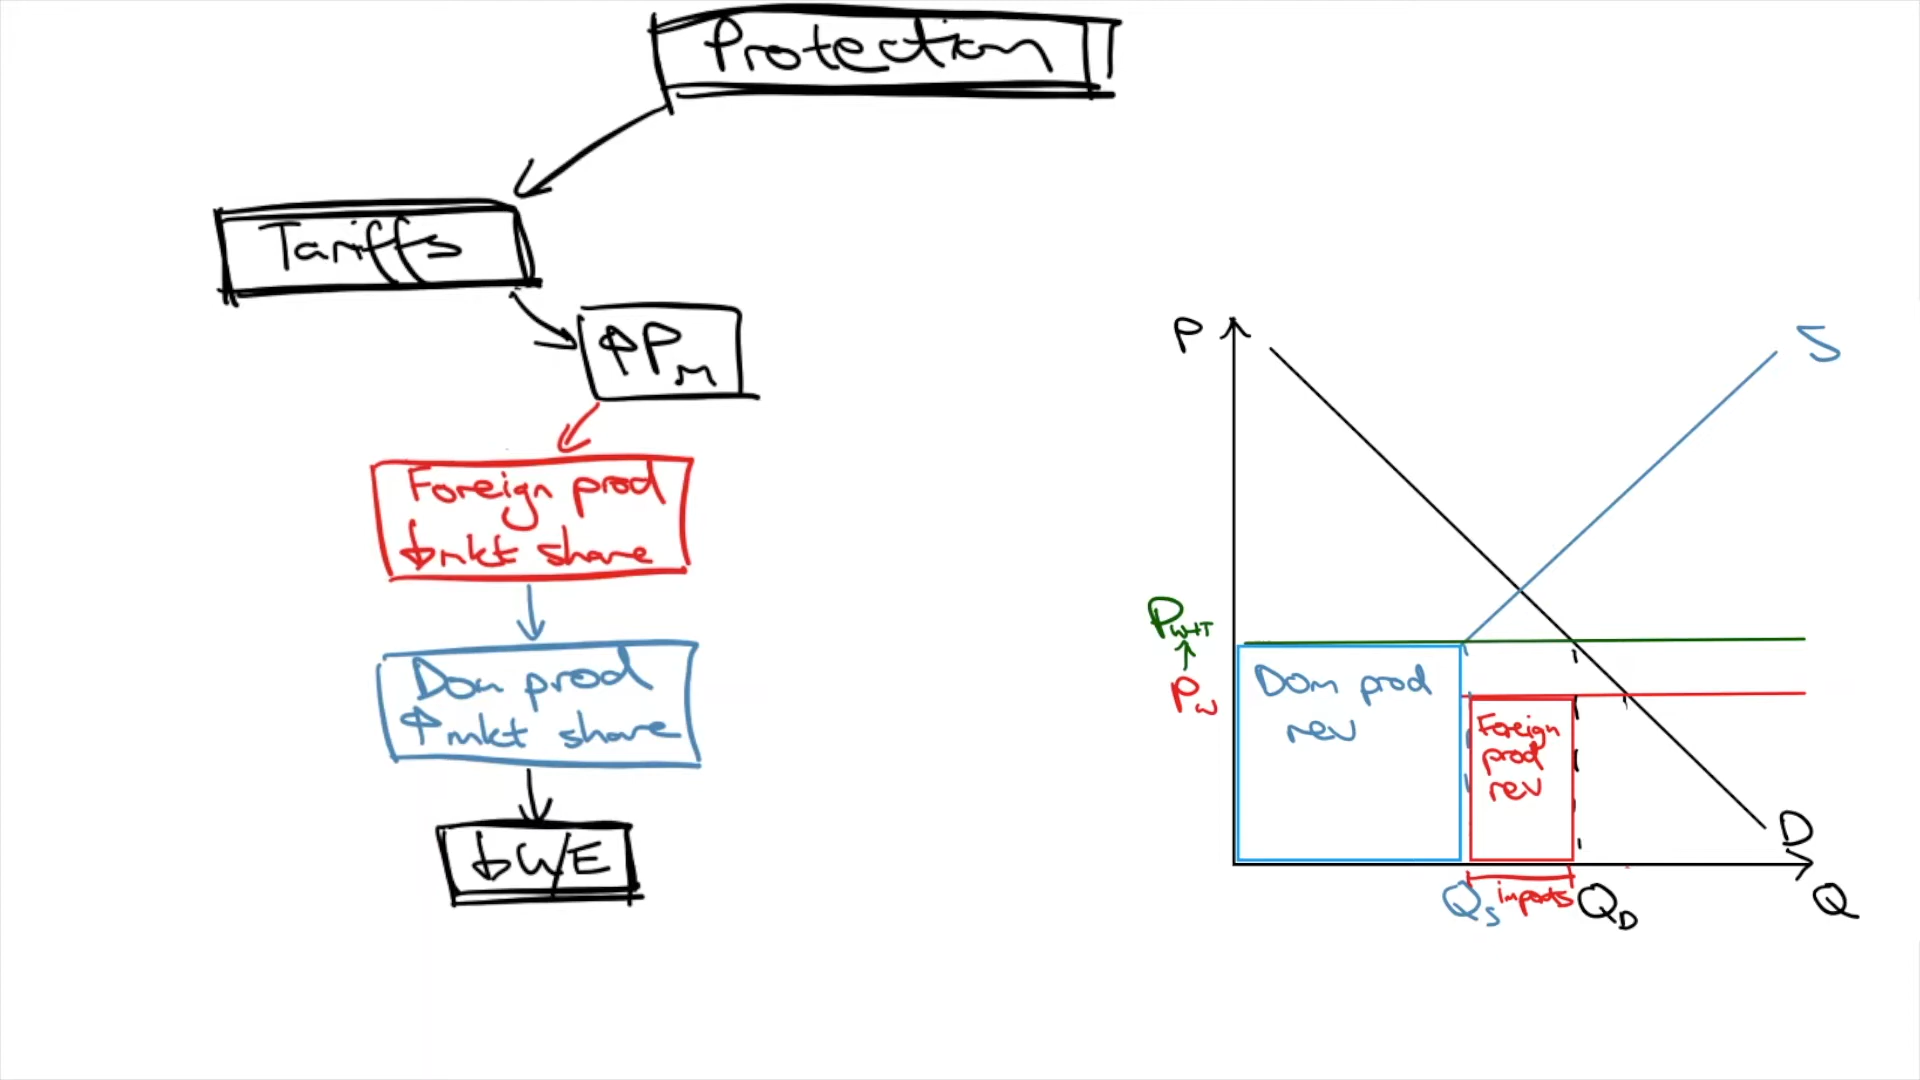 Protection
Tariffs
↑PM
Foreign prod
↓mkt share
Dom prod
↑mkt share
↓W/E
P
S
PW+T
↑
PW
Dom prod
rev
Foreign
prod
rev
D
QS
imports
QD
Q